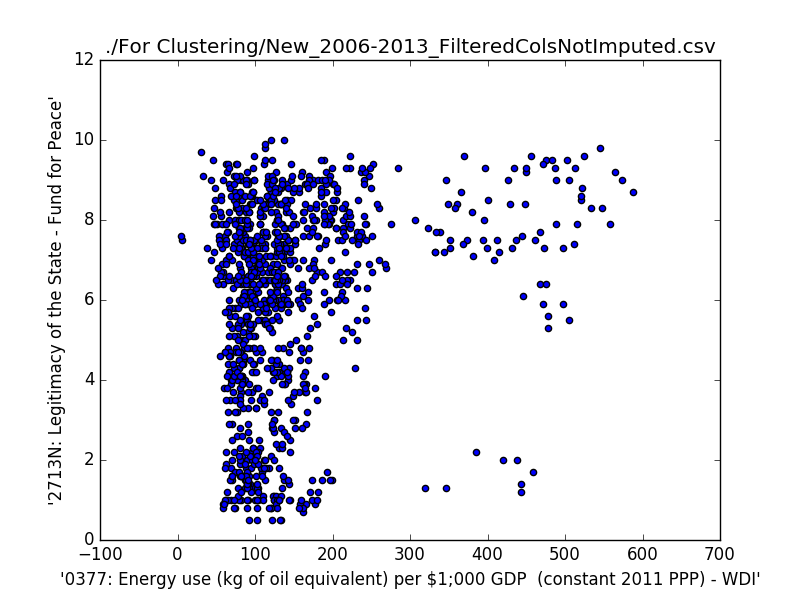 ./For Clustering/New_2006-2013_FilteredColsNotImputed.csv
12
10
8
6
4
2
0
'2713N: Legitimacy of the State - Fund for Peace'
−100 0 100 200 300 400 500 600 700
'0377: Energy use (kg of oil equivalent) per $1;000 GDP  (constant 2011 PPP) - WDI'